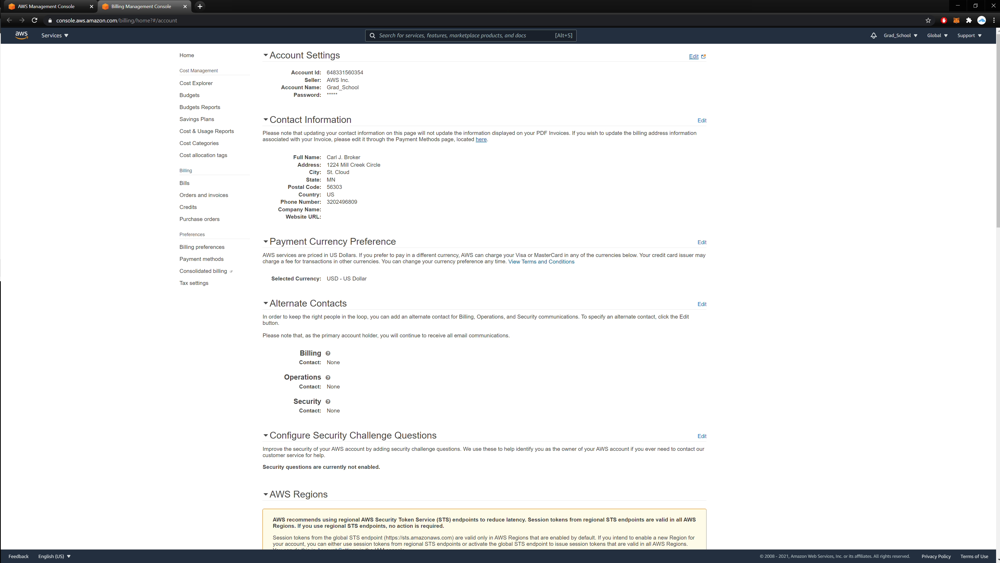 AWS Management Console
Billing Management Console
console.aws.amazon.com/billing/home?#/account
aws
Services
Search for services, features, marketplace products, and docs [Alt+S]
Grad_School
Global
Support
Home
Cost Management
Cost Explorer
Budgets
Budgets Reports
Savings Plans
Cost & Usage Reports
Cost Categories
Cost allocation tags
Billing
Bills
Orders and invoices
Credits
Purchase orders
Preferences
Billing preferences
Payment methods
Consolidated billing
Tax settings
Account Settings
Edit
Account Id: 648331560354
Seller: AWS Inc.
Account Name: Grad_School
Password: *****
Contact Information
Edit
Please note that updating your contact information on this page will not update the information displayed on your PDF Invoices. If you wish to update the billing address information
associated with your Invoice, please edit it through the Payment Methods page, located here.
Full Name: Carl J. Broker
Address: 1224 Mill Creek Circle
City: St. Cloud
State: MN
Postal Code: 56303
Country: US
Phone Number: 3202496809
Company Name:
Website URL:
Payment Currency Preference
Edit
AWS services are priced in US Dollars. If you prefer to pay in a different currency, AWS can charge your Visa or MasterCard in any of the currencies below. Your credit card issuer may
charge a fee for transactions in other currencies. You can change your currency preference any time. View Terms and Conditions
Selected Currency: USD - US Dollar
Alternate Contacts
Edit
In order to keep the right people in the loop, you can add an alternate contact for Billing, Operations, and Security communications. To specify an alternate contact, click the Edit
button.
Please note that, as the primary account holder, you will continue to receive all email communications.
Billing
Contact: None
Operations
Contact: None
Security
Contact: None
Configure Security Challenge Questions
Edit
Improve the security of your AWS account by adding security challenge questions. We use these to help identify you as the owner of your AWS account if you ever need to contact our
customer service for help.
Security questions are currently not enabled.
AWS Regions
AWS recommends using regional AWS Security Token Service (STS) endpoints to reduce latency. Session tokens from regional STS endpoints are valid in all AWS
Regions. If you use regional STS endpoints, no action is required.
Session tokens from the global STS endpoint (https://sts.amazonaws.com) are valid only in AWS Regions that are enabled by default. If you intend to enable a new Region for
your account, you can either use session tokens from regional STS endpoints or activate the global STS endpoint to issue session tokens that are valid in all AWS Regions.
Feedback
English (US)
© 2008 - 2021, Amazon Web Services, Inc. or its affiliates. All rights reserved.
Privacy Policy
Terms of Use